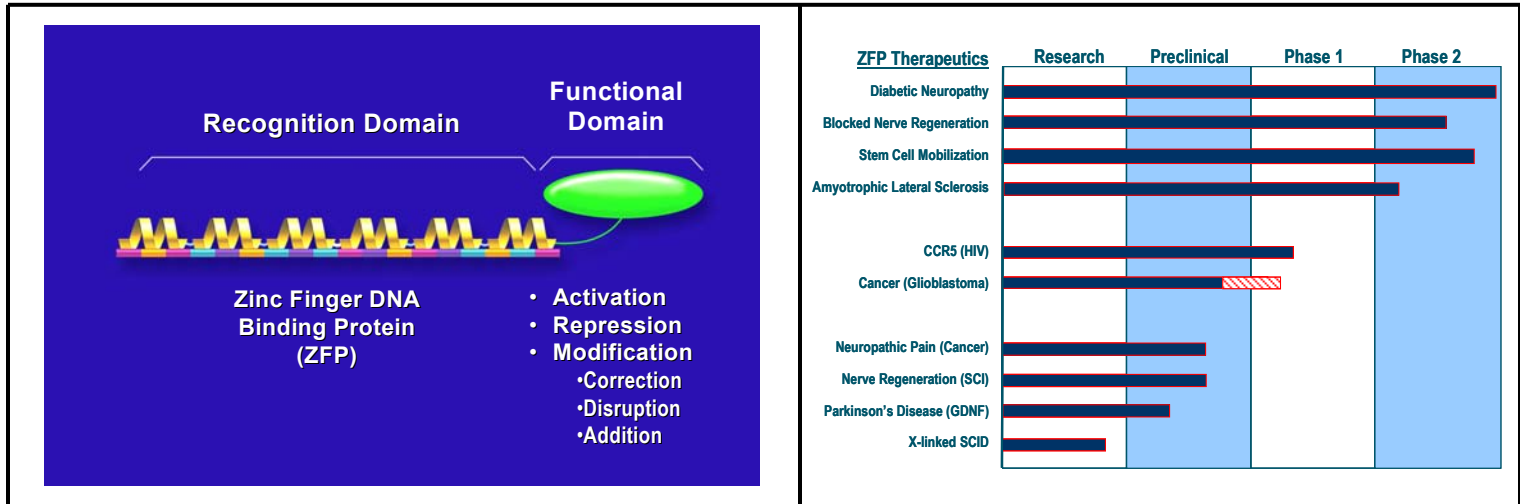 Recognition Domain
Functional
Domain
Zinc Finger DNA
Binding Protein
(ZFP)
• Activation
• Repression
• Modification
•Correction
•Disruption
•Addition
ZFP Therapeutics Research Preclinical Phase 1 Phase 2
Diabetic Neuropathy
Blocked Nerve Regeneration
Stem Cell Mobilization
Amyotrophic Lateral Sclerosis
CCR5 (HIV)
Cancer (Glioblastoma)
Neuropathic Pain (Cancer)
Nerve Regeneration (SCI)
Parkinson's Disease (GDNF)
X-linked SCID